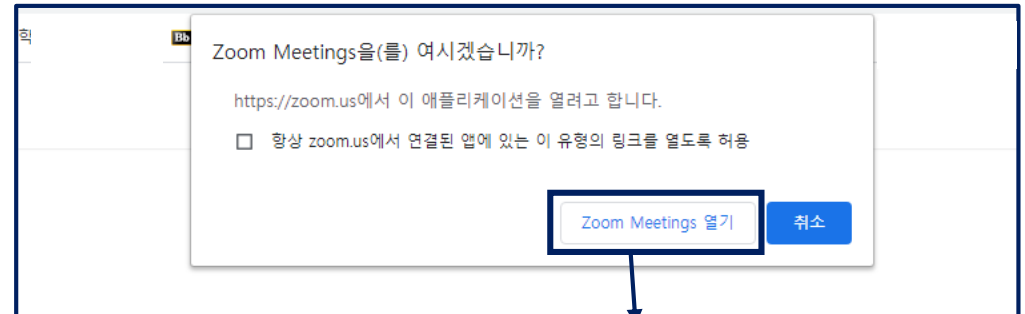 Bb
Zoom Meetings을(를) 여시겠습니까?
https://zoom.us에서 이 애플리케이션을 열려고 합니다.
항상 zoom.us에서 연결된 앱에 있는 이 유형의 링크를 열도록 허용
Zoom Meetings 열기 취소